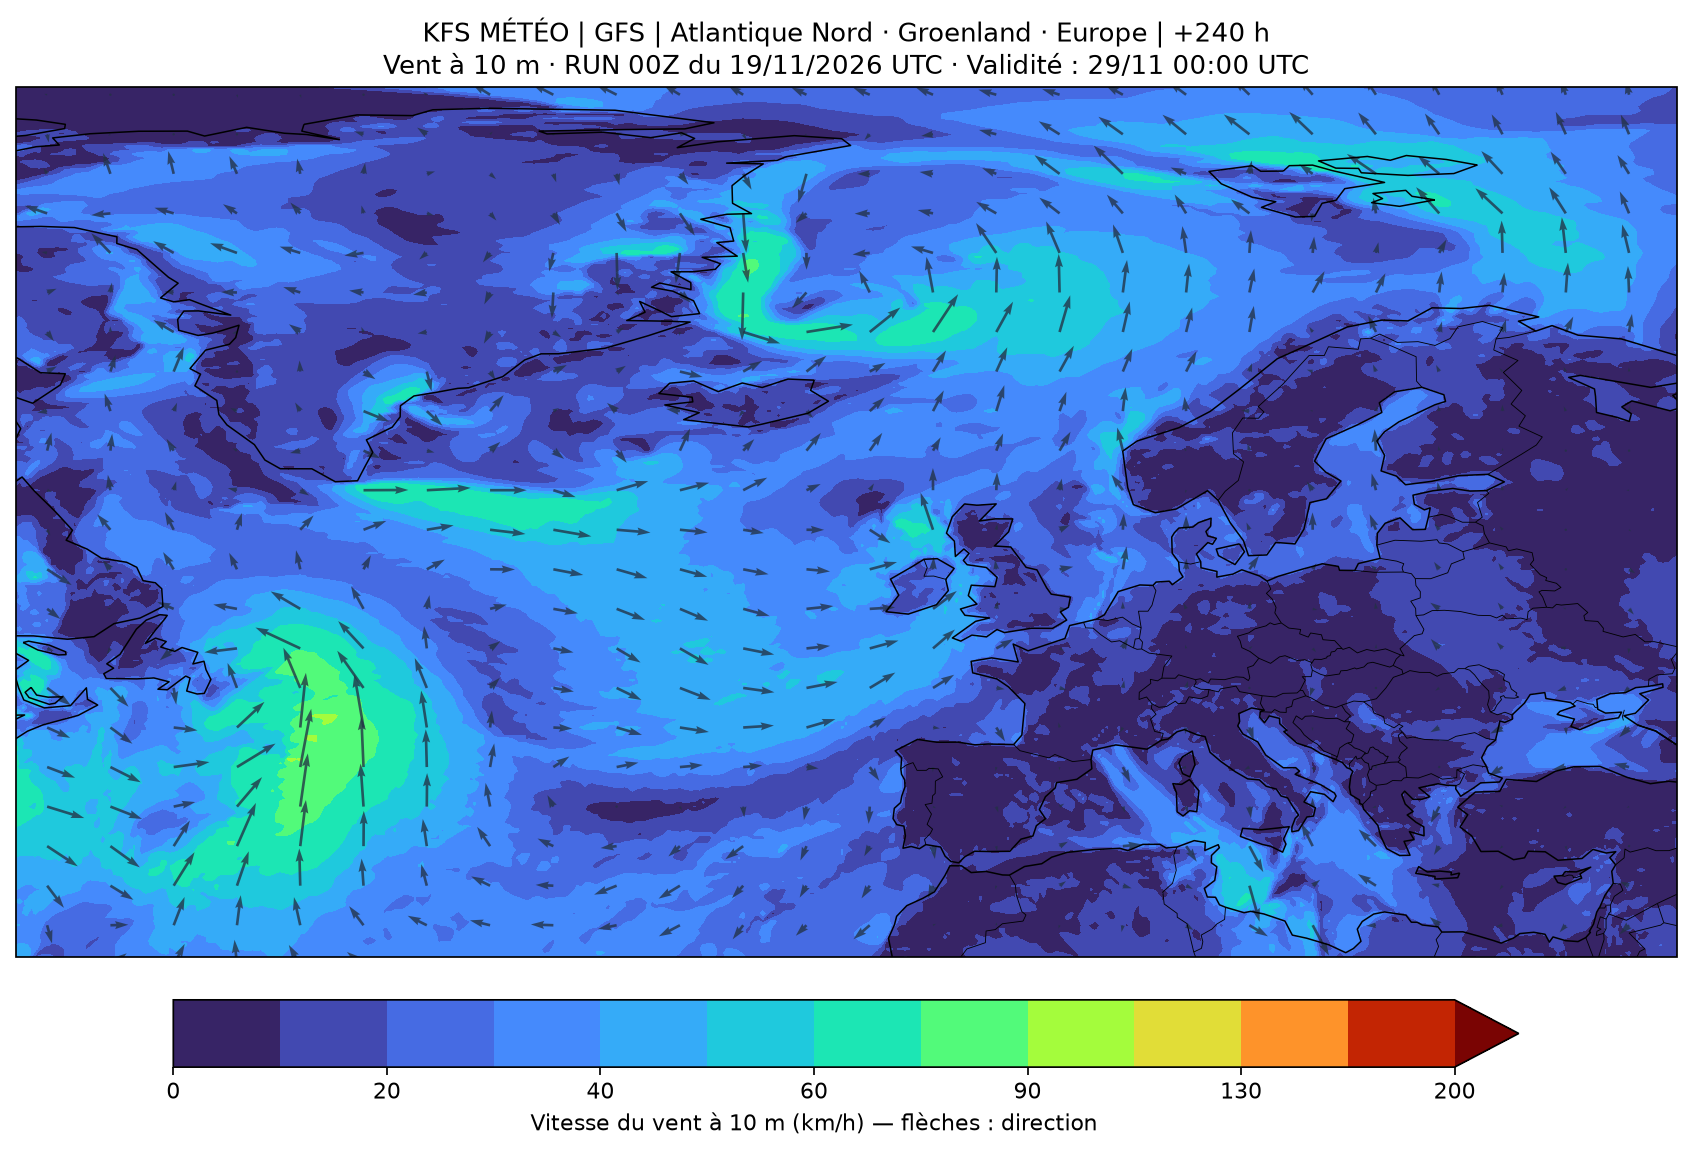 KFS MÉTÉO | GFS | Atlantique Nord · Groenland · Europe | +240 h
Vent à 10 m · RUN 00Z du 19/11/2026 UTC · Validité : 29/11 00:00 UTC
0 20 40 60 90 130 200
Vitesse du vent à 10 m (km/h) — flèches : direction